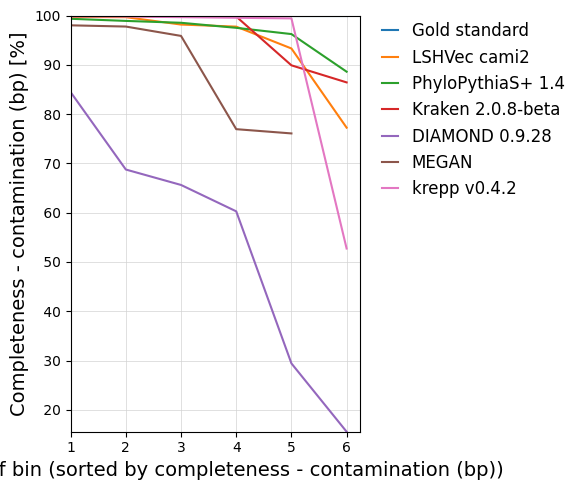 Completeness - contamination (bp) [%]
100
90
80
70
60
50
40
30
20
1 2 3 4 5 6
f bin (sorted by completeness - contamination (bp))
Gold standard
LSHVec cami2
PhyloPythiaS+ 1.4
Kraken 2.0.8-beta
DIAMOND 0.9.28
MEGAN
krepp v0.4.2